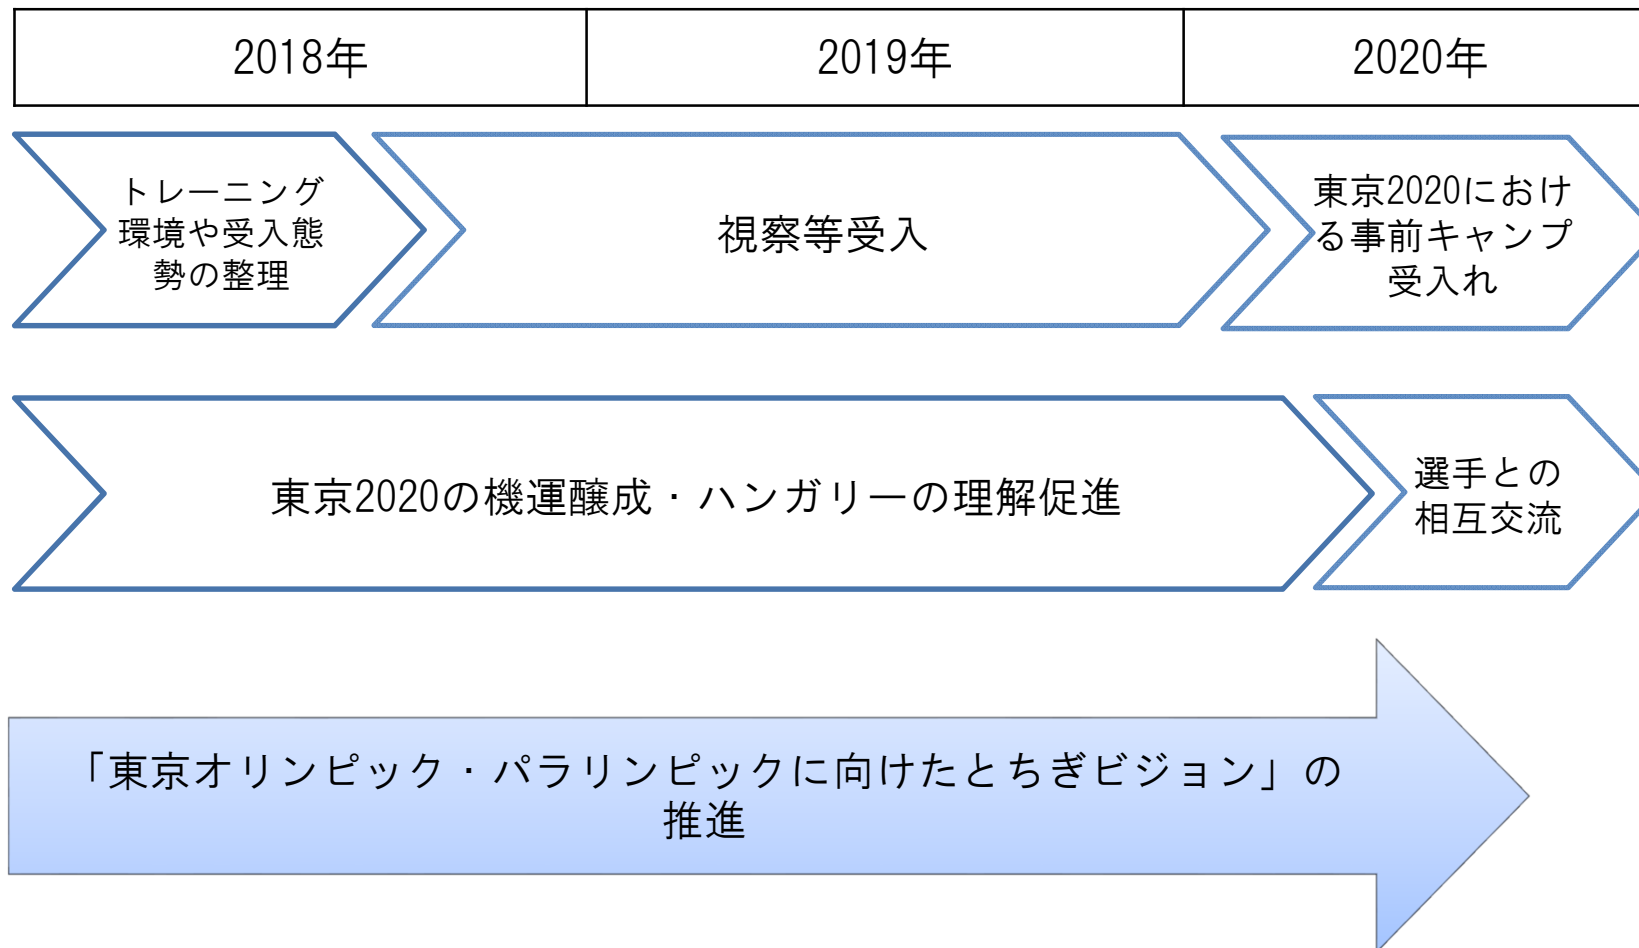 2018年
2019年
2020年
トレーニング
環境や受入態
勢の整理
視察等受入
東京2020におけ
る事前キャンプ
受入れ
東京2020の機運醸成・ハンガリーの理解促進
選手との
相互交流
「東京オリンピック・パラリンピックに向けたとちぎビジョン」の
推進